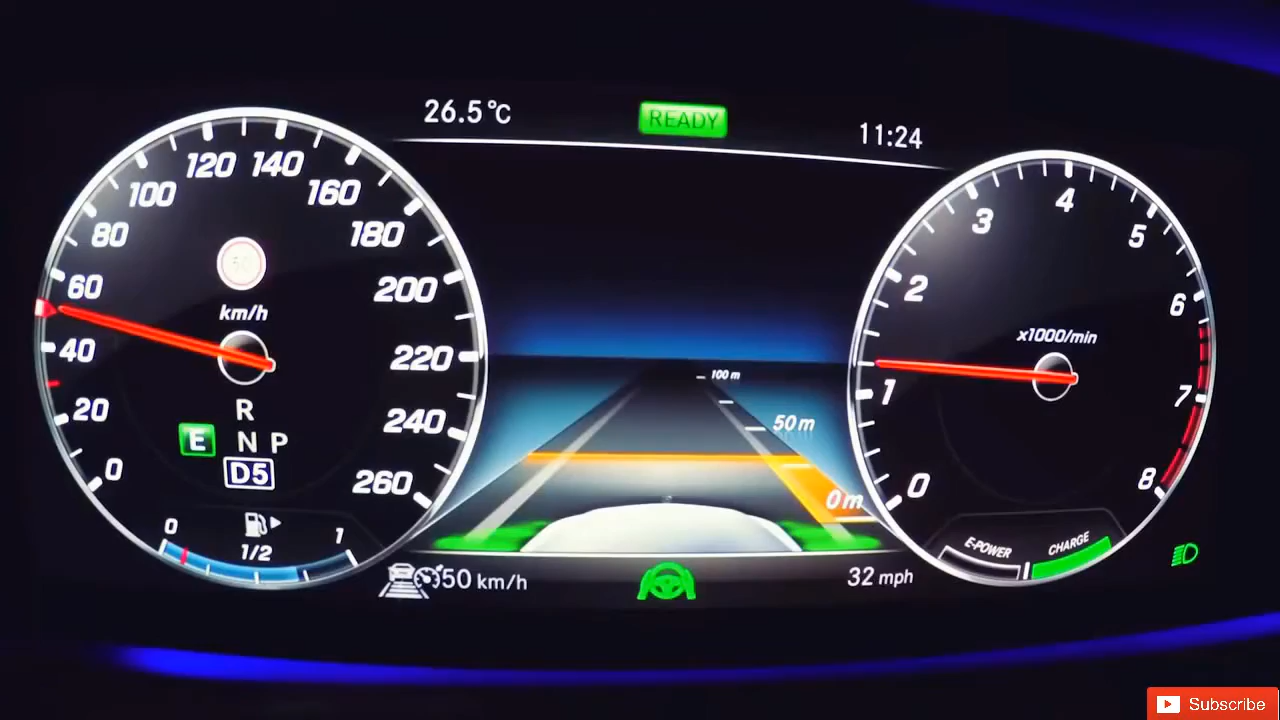 26.5°C
READY
11:24
0
20
40
60
80
100
120
140
160
180
200
220
240
260
50
km/h
R
E
N P
D5
0
1
1/2
100 m
50 m
0 m
0
1
2
3
4
5
6
7
8
x1000/min
E-POWER
CHARGE
50 km/h
32 mph
Subscribe